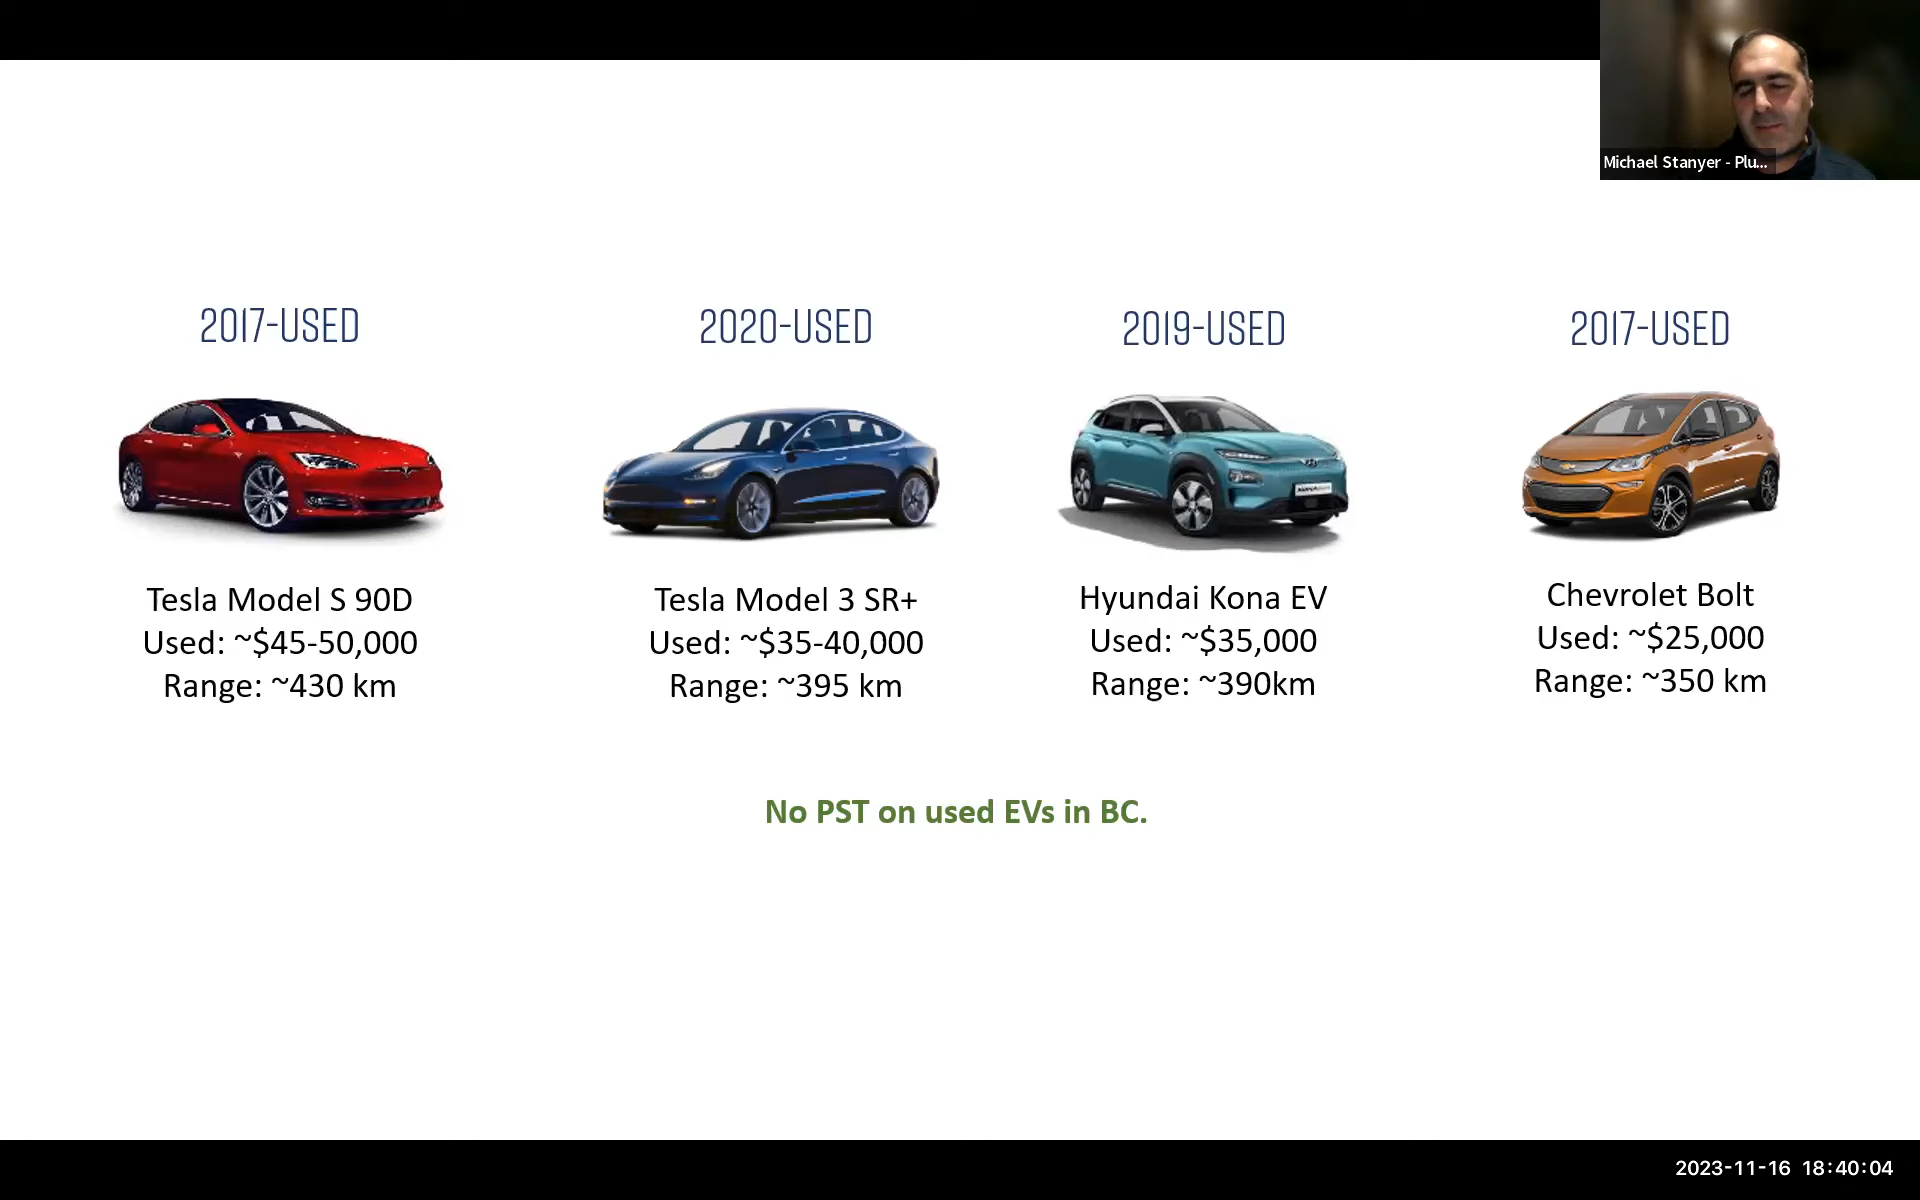 Michael Stanyer - Plu...
2017-USED
Tesla Model S 90D
Used: ~$45-50,000
Range: ~430 km
2020-USED
Tesla Model 3 SR+
Used: ~$35-40,000
Range: ~395 km
2019-USED
Hyundai Kona EV
Used: ~$35,000
Range: ~390km
2017-USED
Chevrolet Bolt
Used: ~$25,000
Range: ~350 km
No PST on used EVs in BC.
2023-11-16 18:40:04